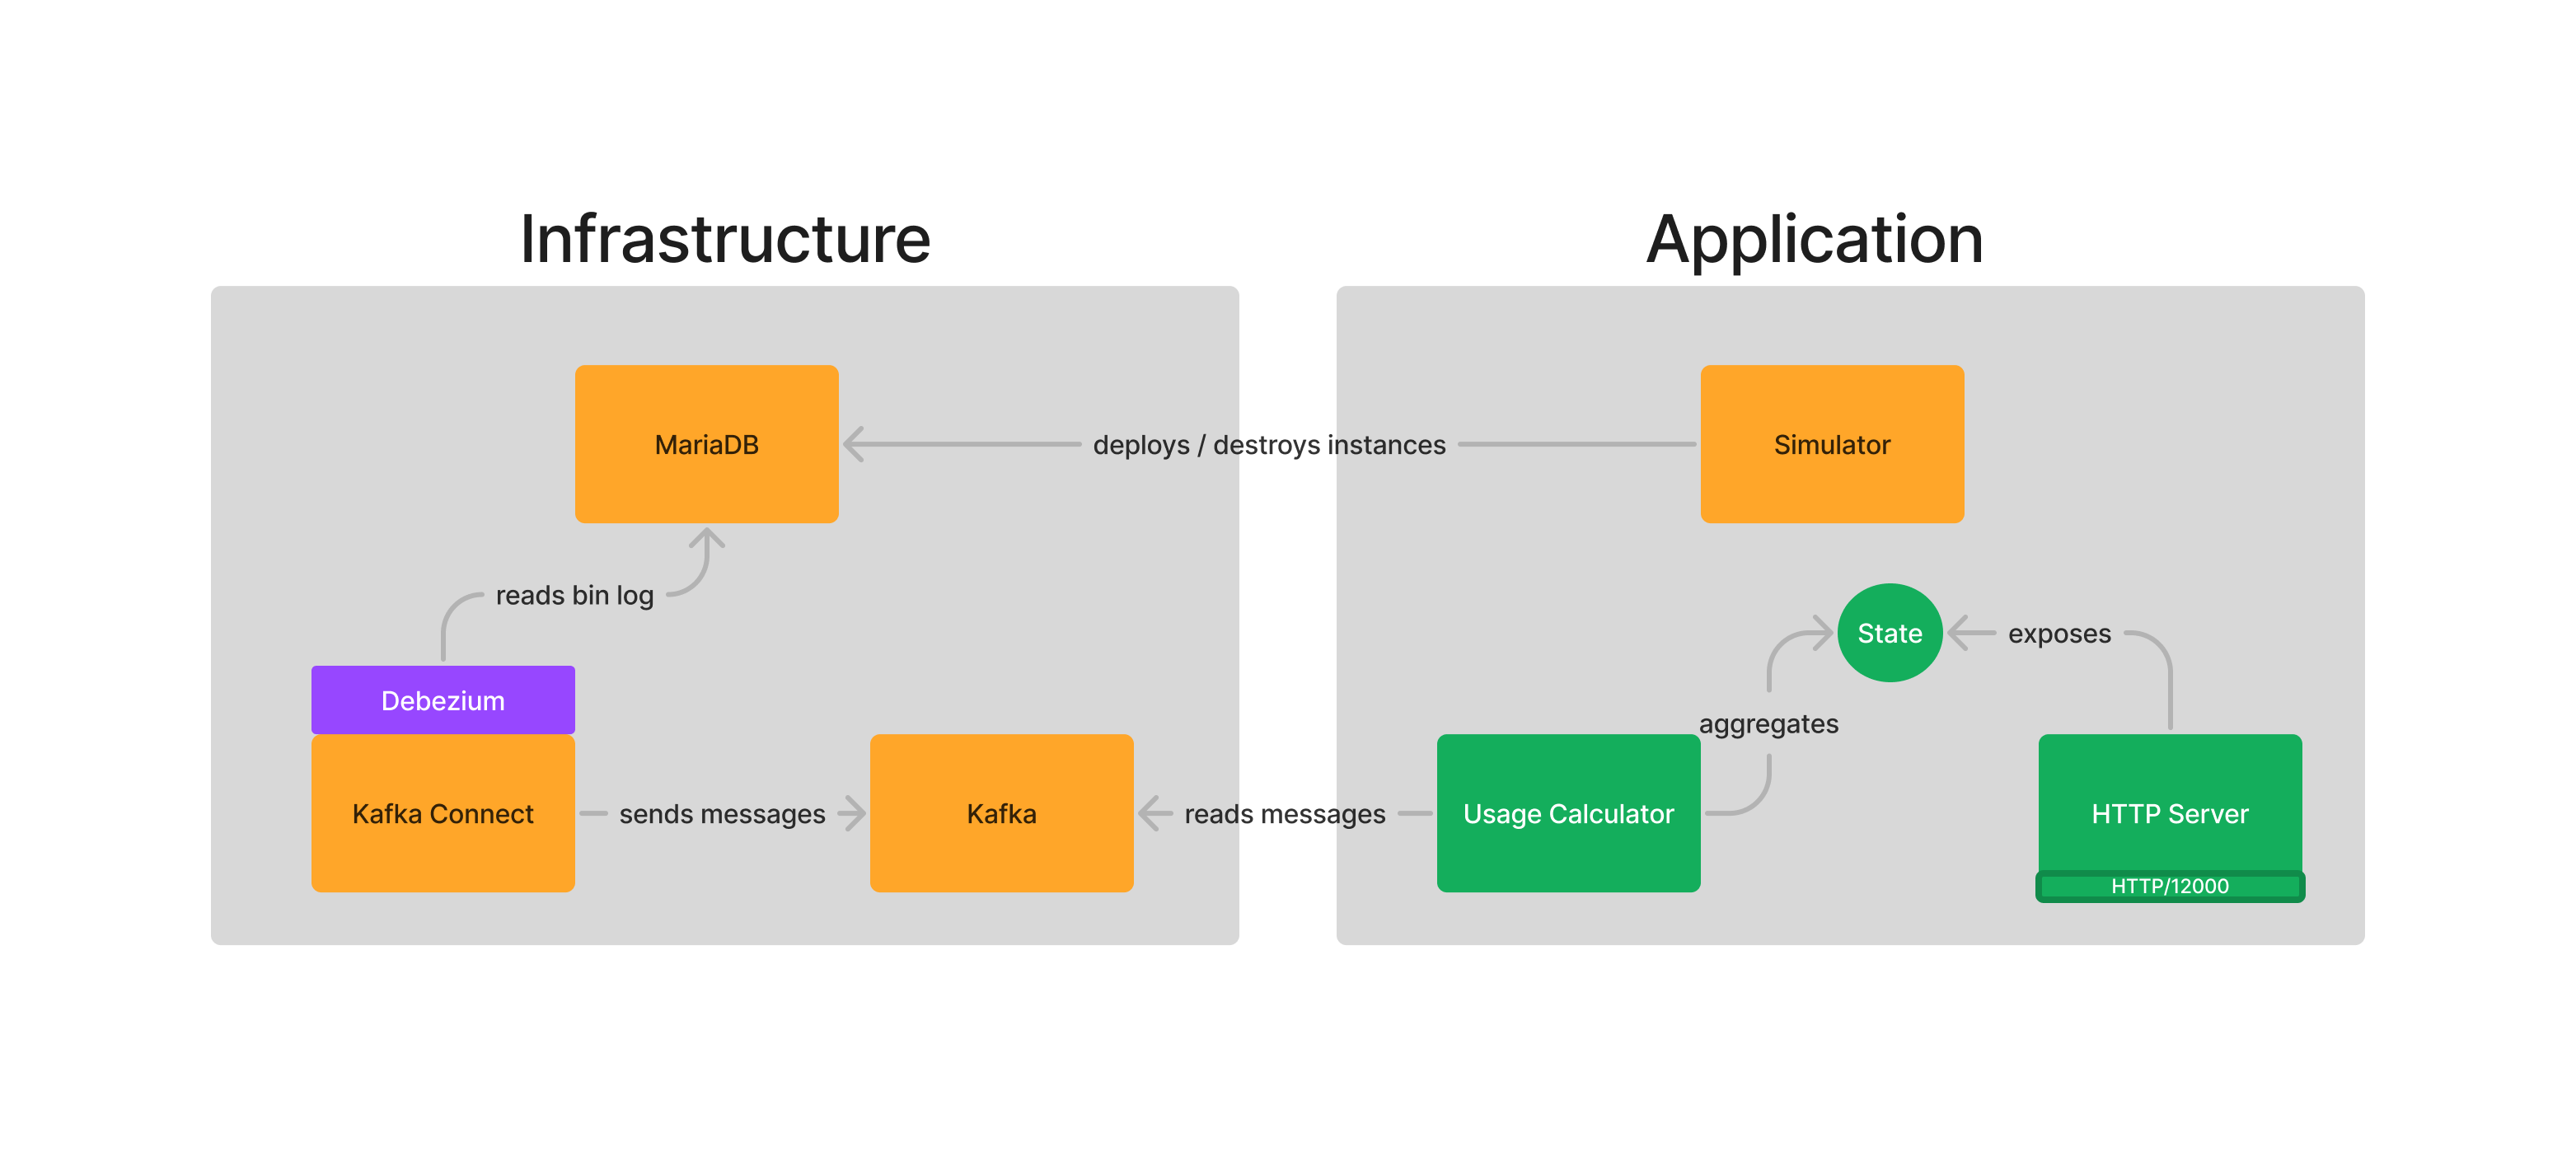 Infrastructure
Application
MariaDB
deploys / destroys instances
Simulator
reads bin log
State
exposes
Debezium
aggregates
Kafka Connect
sends messages
Kafka
reads messages
Usage Calculator
HTTP Server
HTTP/12000